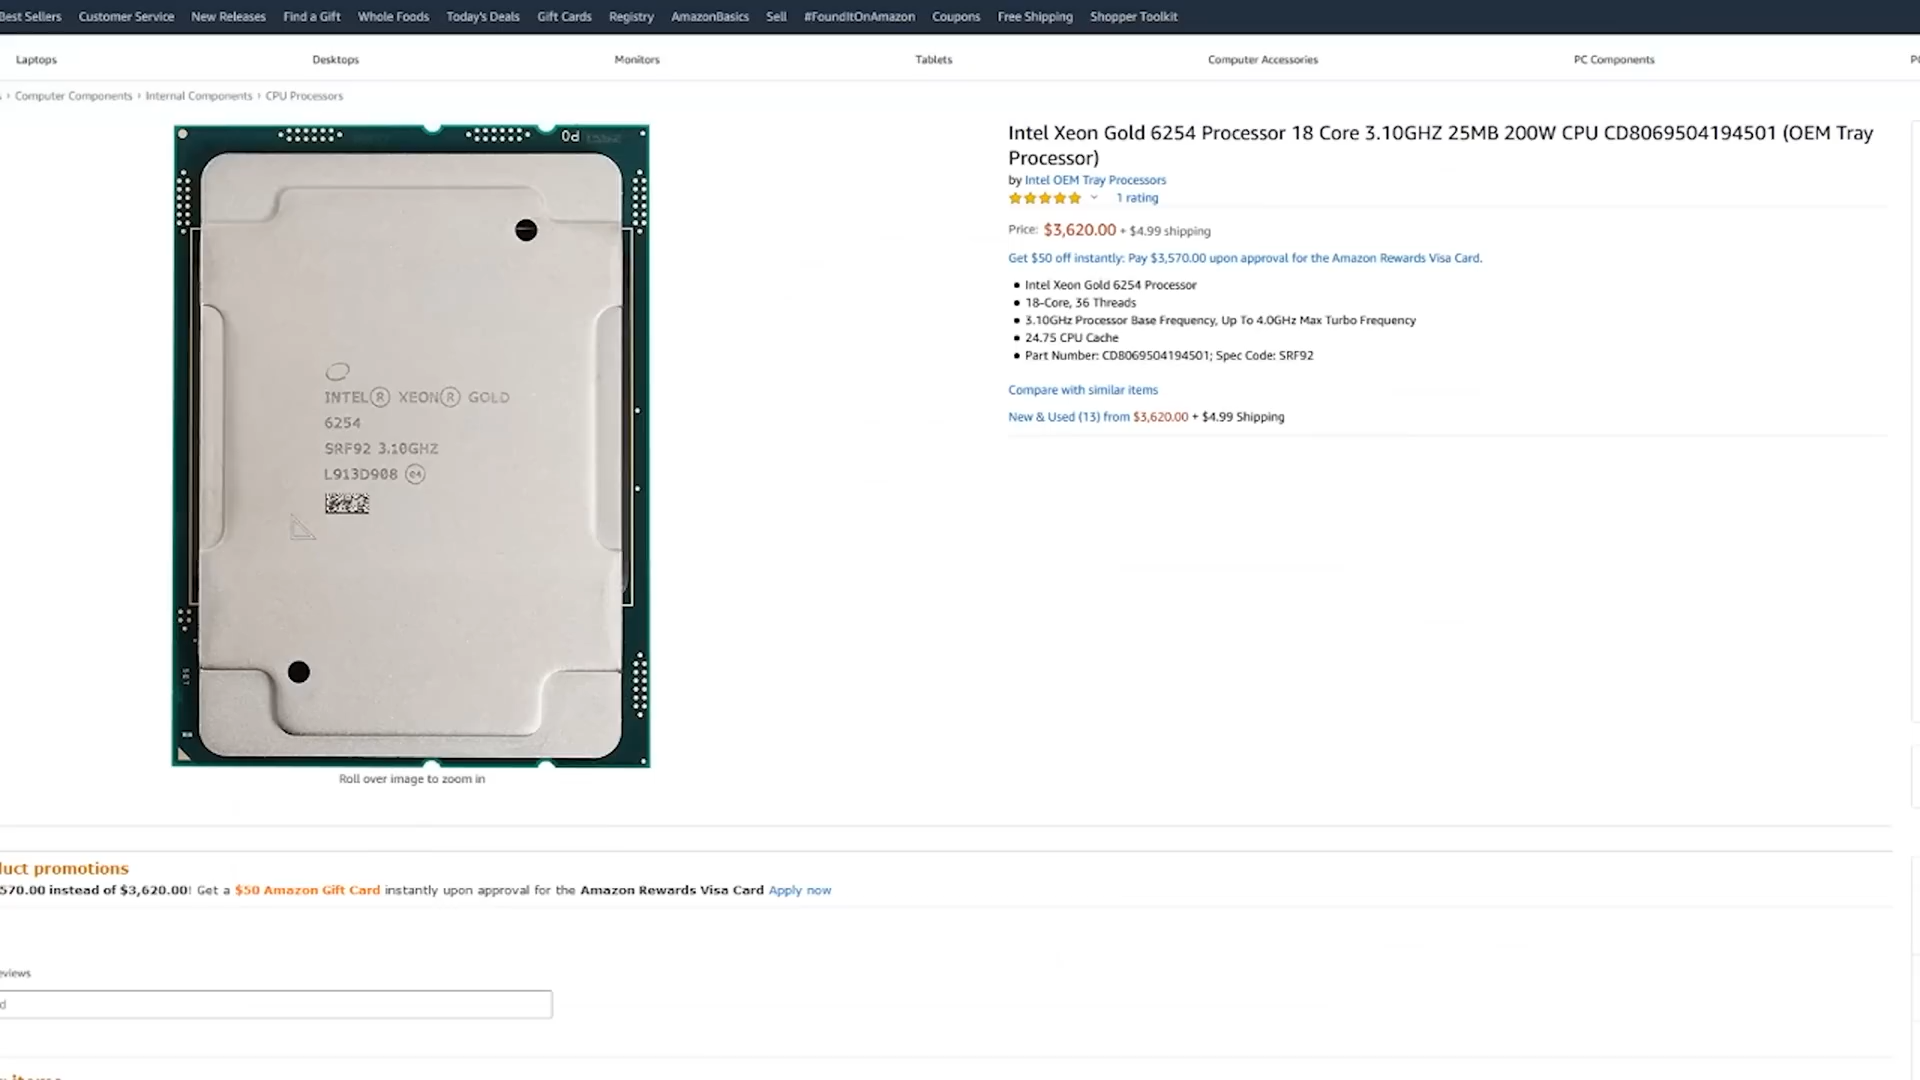 Best Sellers Customer Service New Releases Find a Gift Whole Foods Today's Deals Gift Cards Registry AmazonBasics Sell #FoundItOnAmazon Coupons Free Shipping Shopper Toolkit
Laptops Desktops Monitors Tablets Computer Accessories PC Components
› Computer Components › Internal Components › CPU Processors
Intel Xeon Gold 6254 Processor 18 Core 3.10GHZ 25MB 200W CPU CD8069504194501 (OEM Tray
Processor)
by Intel OEM Tray Processors
1 rating
Price: $3,620.00 + $4.99 shipping
Get $50 off instantly: Pay $3,570.00 upon approval for the Amazon Rewards Visa Card.
• Intel Xeon Gold 6254 Processor
• 18-Core, 36 Threads
• 3.10GHz Processor Base Frequency, Up To 4.0GHz Max Turbo Frequency
• 24.75 CPU Cache
• Part Number: CD8069504194501; Spec Code: SRF92
Compare with similar items
New & Used (13) from $3,620.00 + $4.99 Shipping
INTEL® XEON® GOLD
6254
SRF92 3.10GHZ
L913D908 e4
Roll over image to zoom in
uct promotions
570.00 instead of $3,620.00! Get a $50 Amazon Gift Card instantly upon approval for the Amazon Rewards Visa Card Apply now
eviews
d